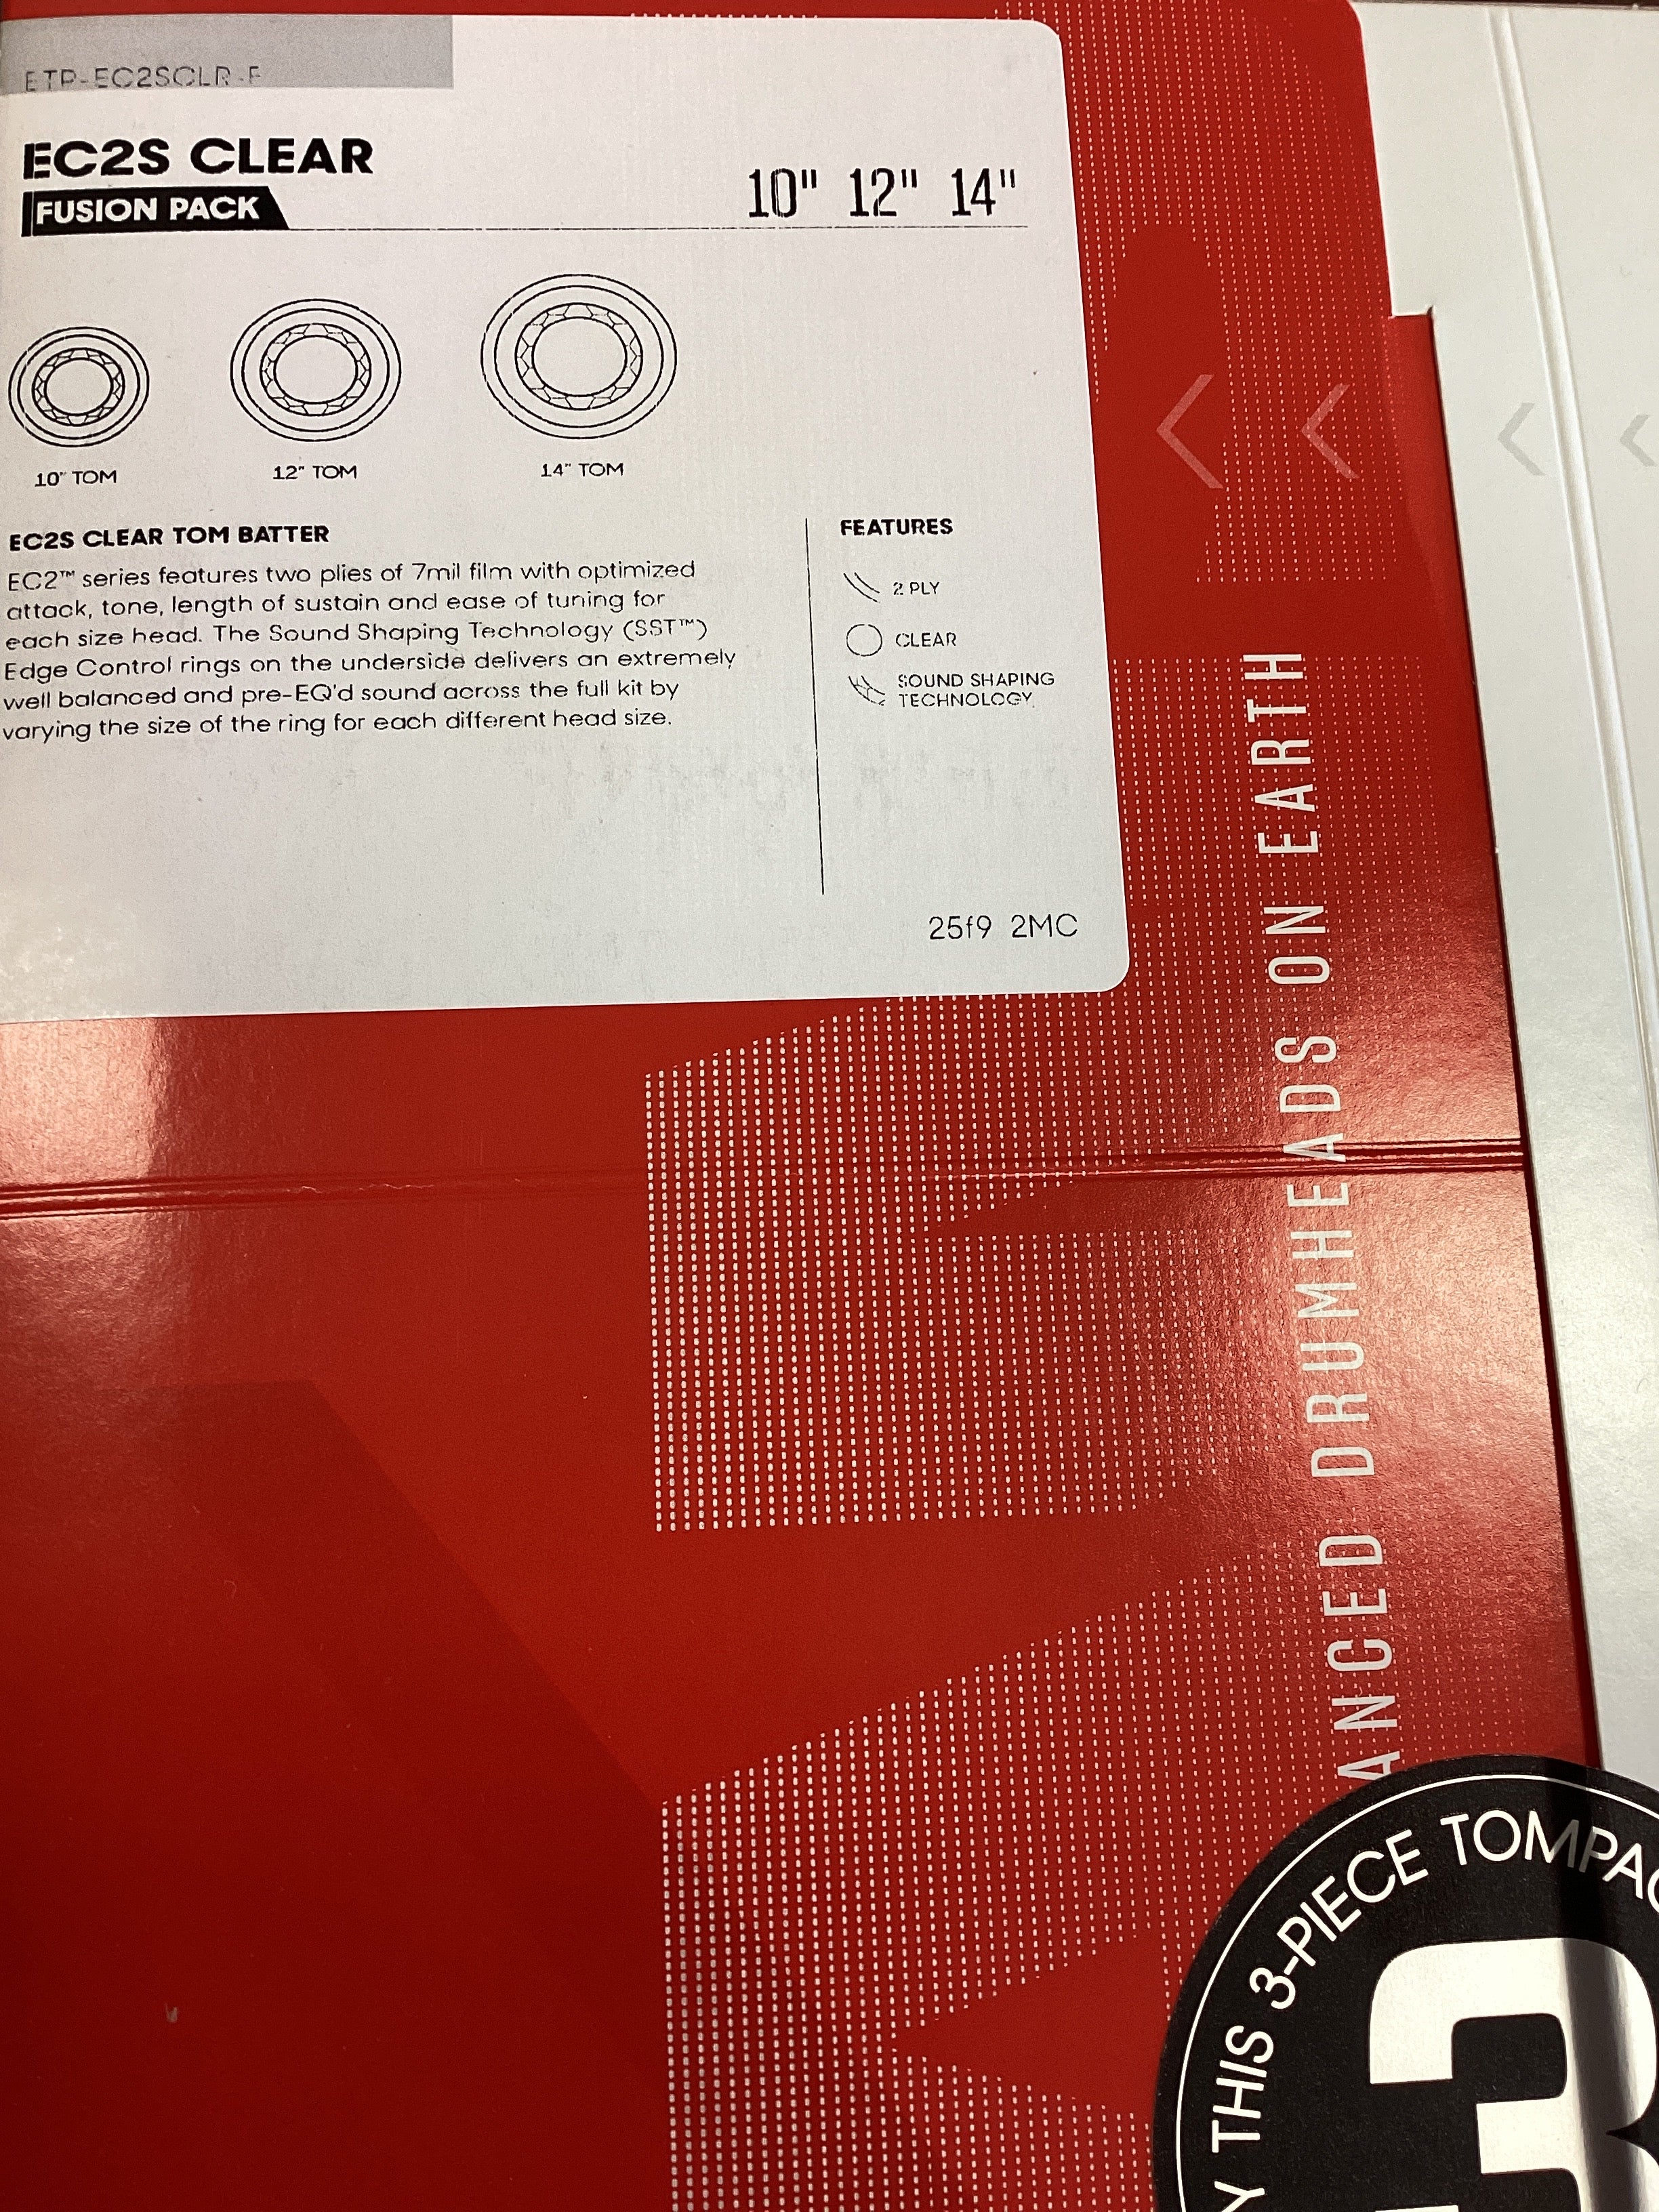 ETP-EC2SCLR-F
EC2S CLEAR
FUSION PACK
10" 12" 14"
10" TOM
12" TOM
14" TOM
EC2S CLEAR TOM BATTER
EC2™ series features two plies of 7mil film with optimized
attack, tone, length of sustain and ease of tuning for
each size head. The Sound Shaping Technology (SST™)
Edge Control rings on the underside delivers an extremely
well balanced and pre-EQ'd sound across the full kit by
varying the size of the ring for each different head size.
FEATURES
2 PLY
CLEAR
SOUND SHAPING
TECHNOLOGY
25f9 2MC
ANCED DRUMHEADS ON EARTH
Y THIS 3-PIECE TOMPAC
3